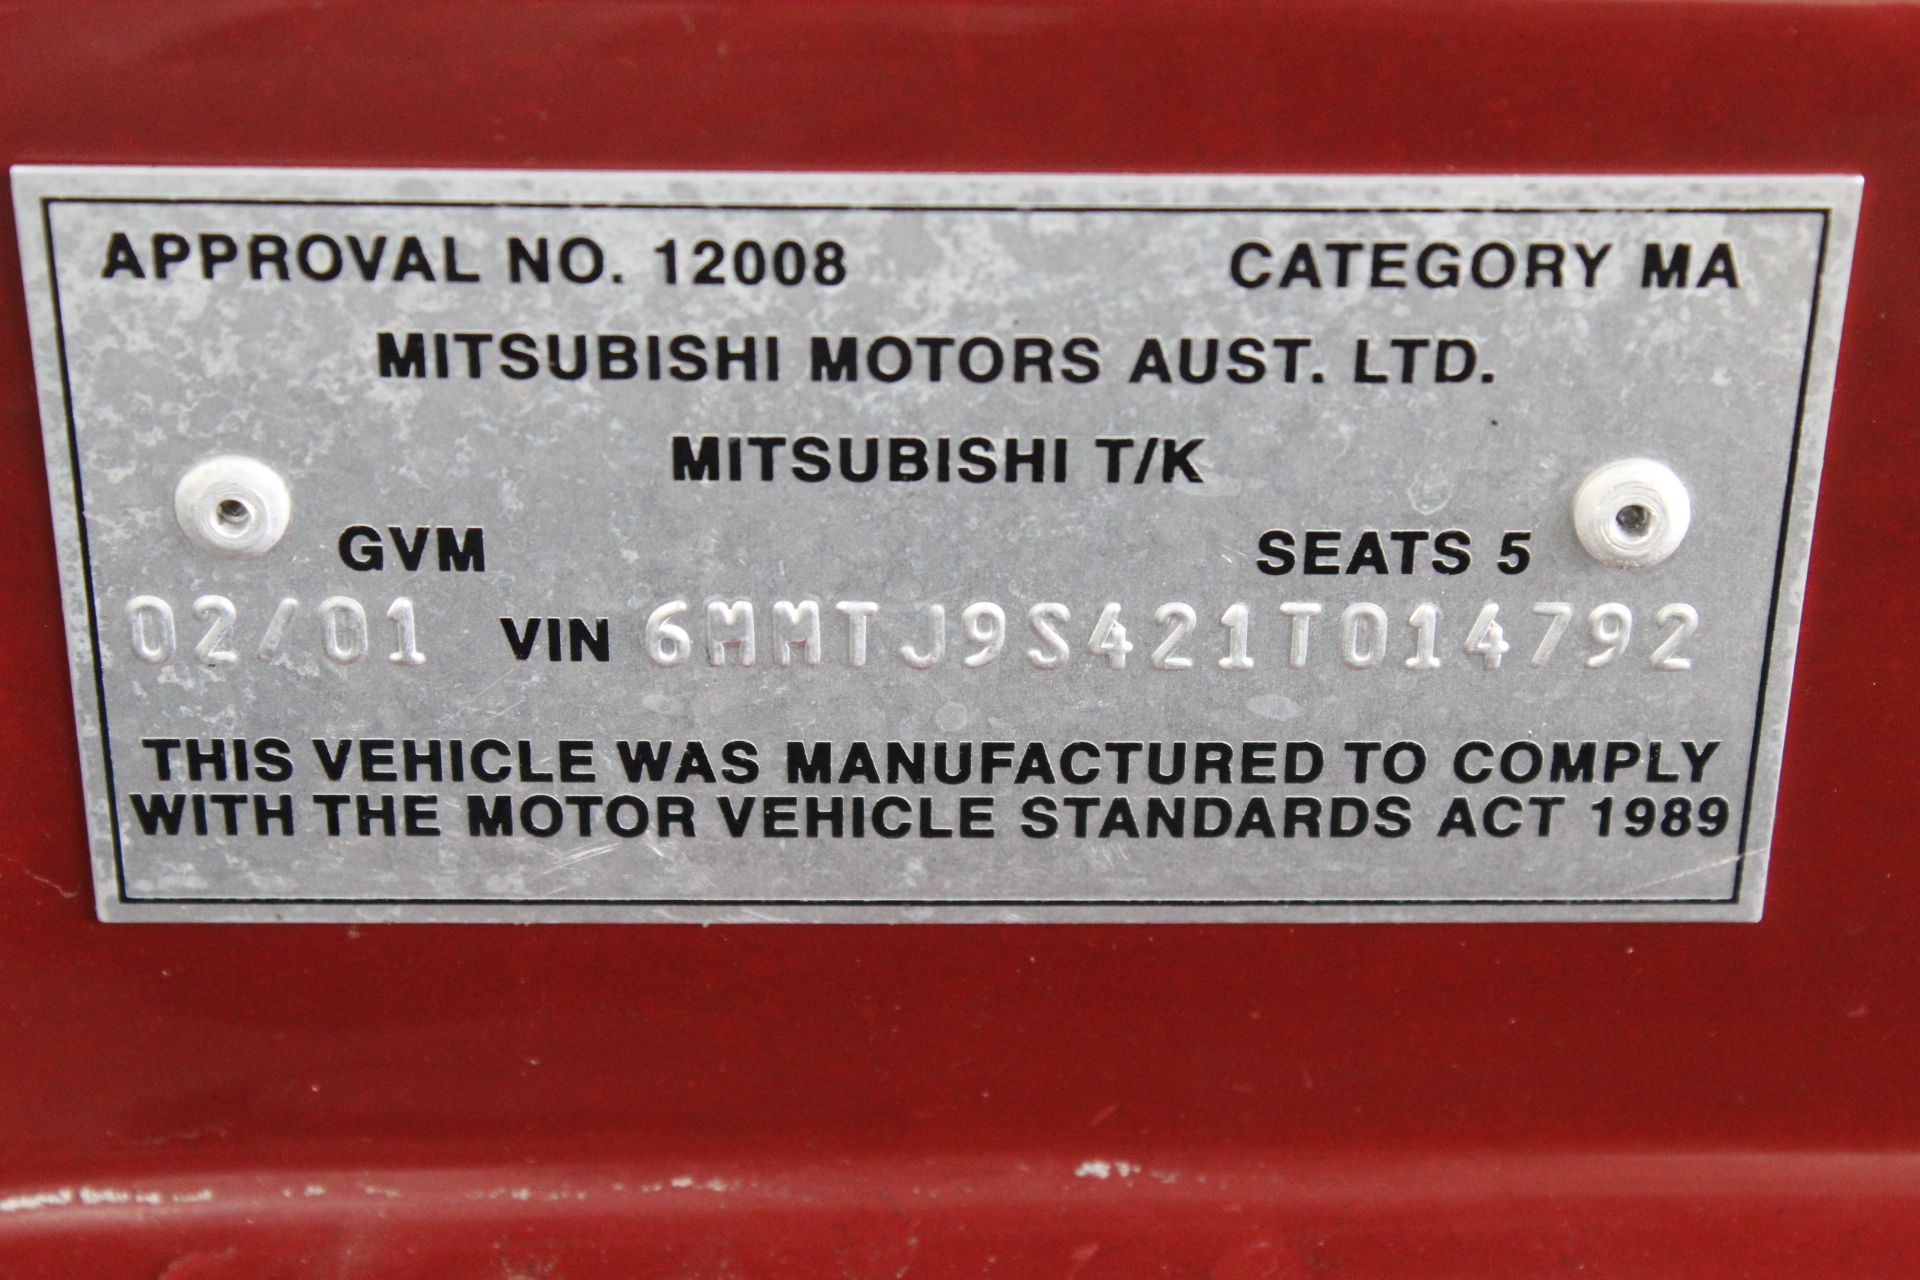 APPROVAL NO. 12008 CATEGORY MA
MITSUBISHI MOTORS AUST. LTD.
MITSUBISHI T/K
GVM SEATS 5
02/01 VIN 6MMTJ9S421T014792
THIS VEHICLE WAS MANUFACTURED TO COMPLY
WITH THE MOTOR VEHICLE STANDARDS ACT 1989